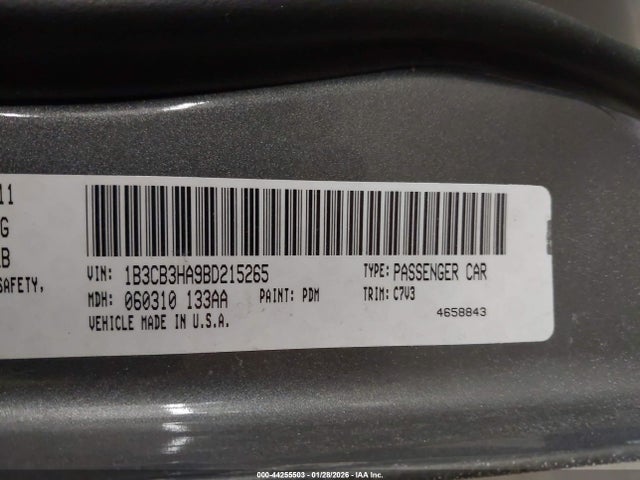 11
G
LB
SAFETY,
VIN: 1B3CB3HA9BD215265 TYPE: PASSENGER CAR
MDH: 060310 133AA PAINT: PDM TRIM: C7V3
VEHICLE MADE IN U.S.A. 4658843
000-44255503 - 01/28/2026 - IAA Inc.